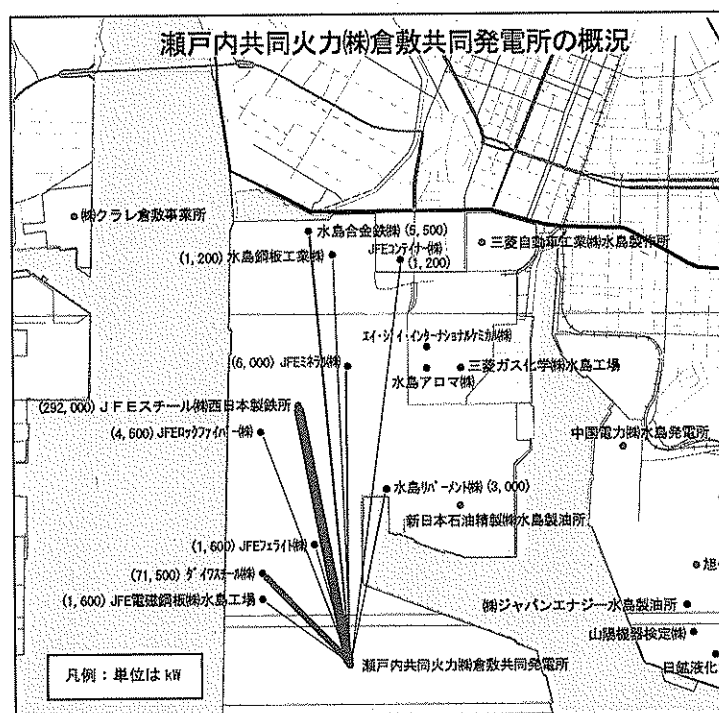 瀬戸内共同火力㈱倉敷共同発電所の概況
㈱クラレ倉敷事業所
水島合金鉄㈱ (5,500)
(1,200) 水島鋼板工業㈱
JFEコンテイナー㈱
(1,200)
三菱自動車工業㈱水島製作所
エイ・ジェイ・インターナショナルケミカル㈱
(6,000) JFEミネラル㈱
水島アロマ㈱
三菱ガス化学㈱水島工場
(292,000) JFEスチール㈱西日本製鉄所
(4,600) JFEロックファイバー㈱
中国電力㈱水島発電所
水島リバーメント㈱ (3,000)
新日本石油精製㈱水島製油所
(1,600) JFEフェライト㈱
(71,500) ダイワスチール㈱
旭
(1,600) JFE電磁鋼板㈱水島工場
㈱ジャパンエナジー水島製油所
山陽機器検定㈱
瀬戸内共同火力㈱倉敷共同発電所
日鉱液化
凡例：単位は kW